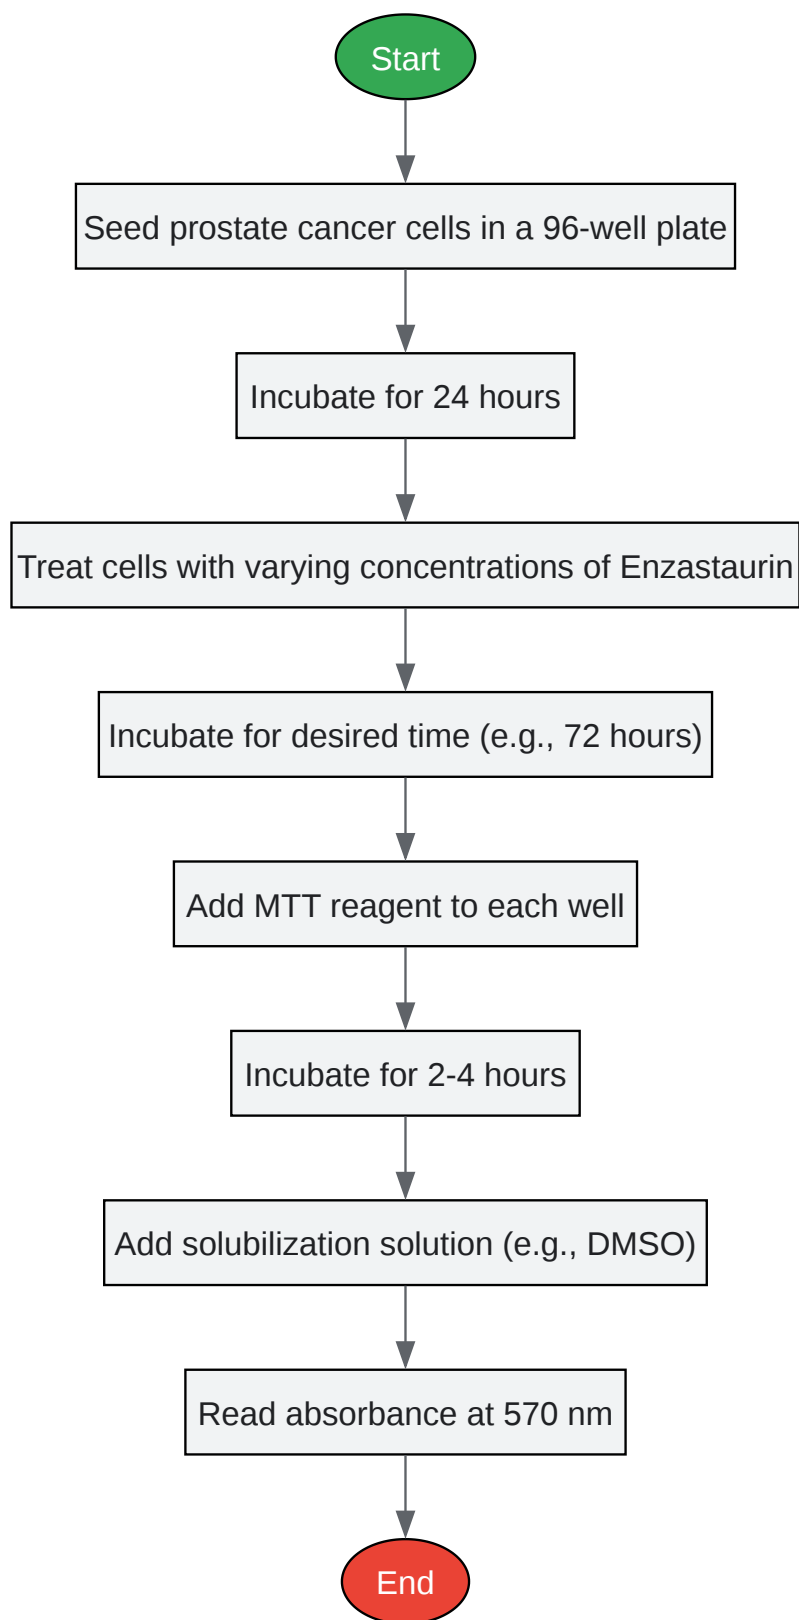 Start
Seed prostate cancer cells in a 96-well plate
Incubate for 24 hours
Treat cells with varying concentrations of Enzastaurin
Incubate for desired time (e.g., 72 hours)
Add MTT reagent to each well
Incubate for 2-4 hours
Add solubilization solution (e.g., DMSO)
Read absorbance at 570 nm
End